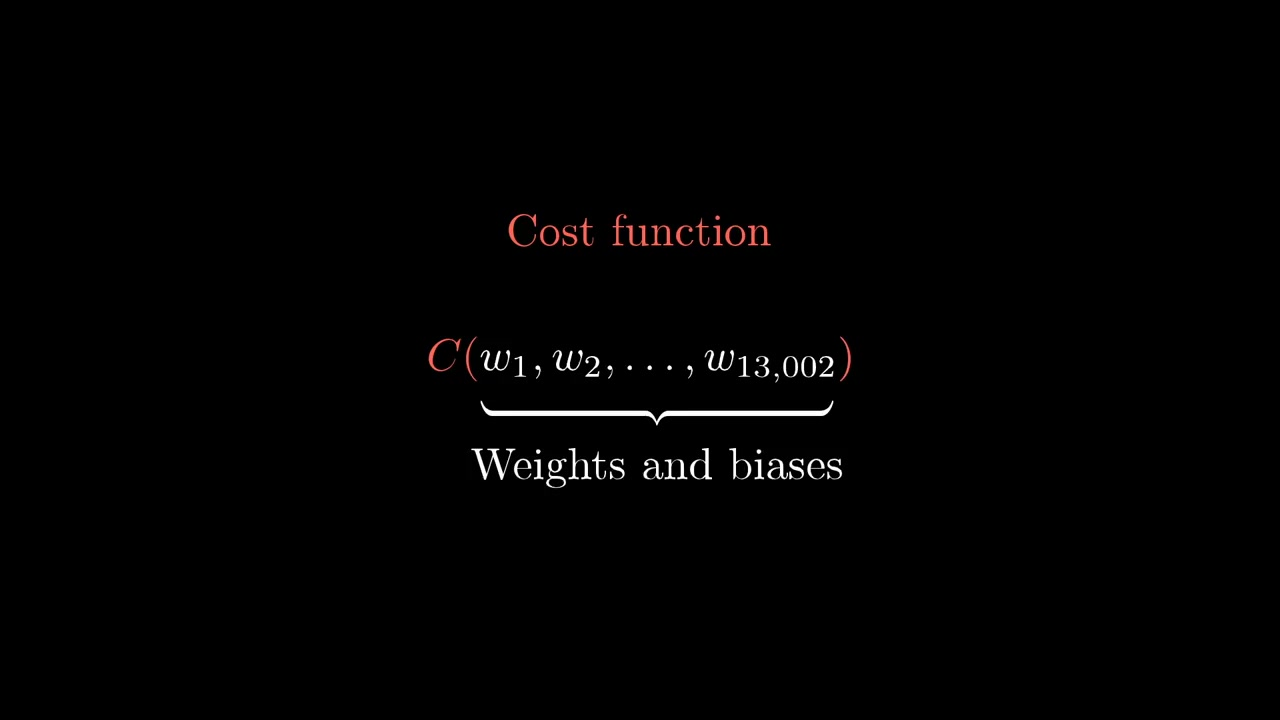 Cost function
C(w₁, w₂, . . . , w₁₃,₀₀₂)
Weights and biases